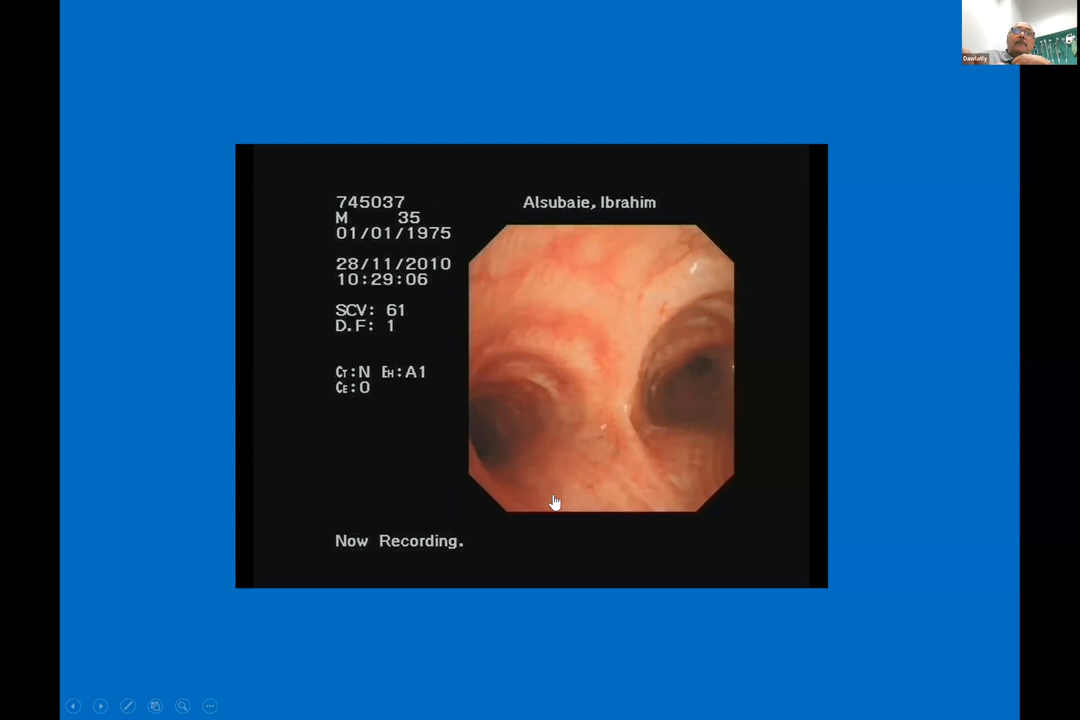 Dawlatly
745037
Alsubaie, Ibrahim
M 35
01/01/1975
28/11/2010
10:29:06
SCV: 61
D.F: 1
CT:N EH:A1
CE:0
Now Recording.